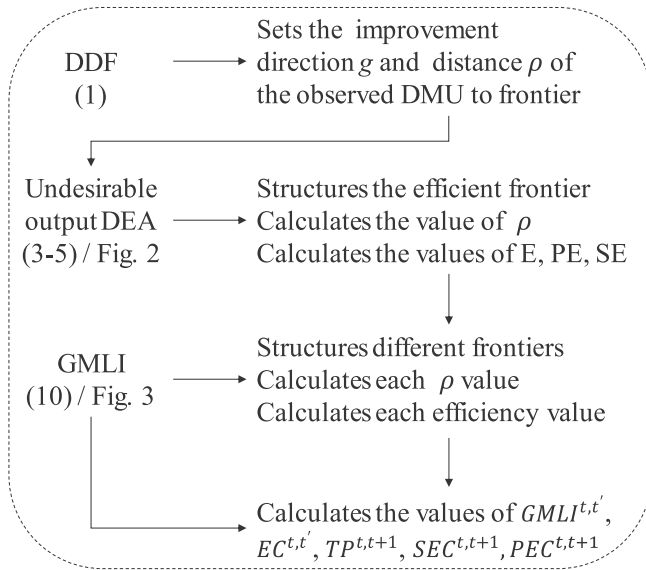 DDF
(1)
Sets the improvement
direction g and distance ρ of
the observed DMU to frontier
Undesirable
output DEA
(3-5) / Fig. 2
Structures the efficient frontier
Calculates the value of ρ
Calculates the values of E, PE, SE
GMLI
(10) / Fig. 3
Structures different frontiers
Calculates each ρ value
Calculates each efficiency value
Calculates the values of GMLI^{t,t′},
EC^{t,t′}, TP^{t,t+1}, SEC^{t,t+1}, PEC^{t,t+1}